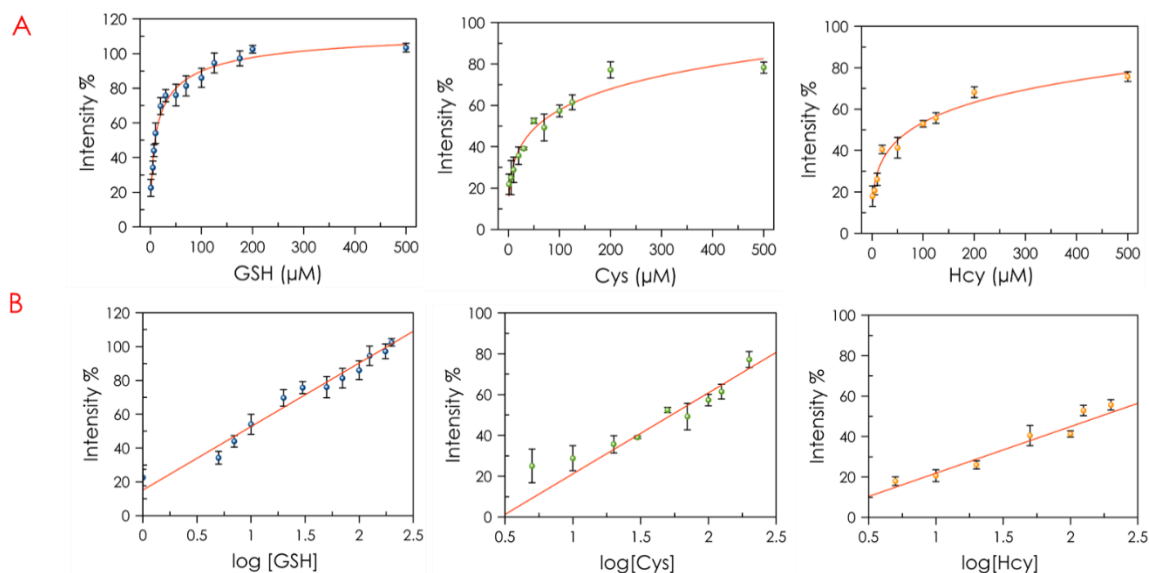 A
Intensity %
120
100
80
60
40
20
0
0 100 200 300 400 500
GSH (µM)
Intensity %
100
80
60
40
20
0
0 100 200 300 400 500
Cys (µM)
Intensity %
100
80
60
40
20
0
0 100 200 300 400 500
Hcy (µM)
B
Intensity %
120
100
80
60
40
20
0
0 0.5 1.0 1.5 2.0 2.5
log [GSH]
Intensity %
100
80
60
40
20
0
0.5 1.0 1.5 2.0 2.5
log[Cys]
Intensity %
100
80
60
40
20
0
0.5 1.0 1.5 2.0 2.5
log[Hcy]